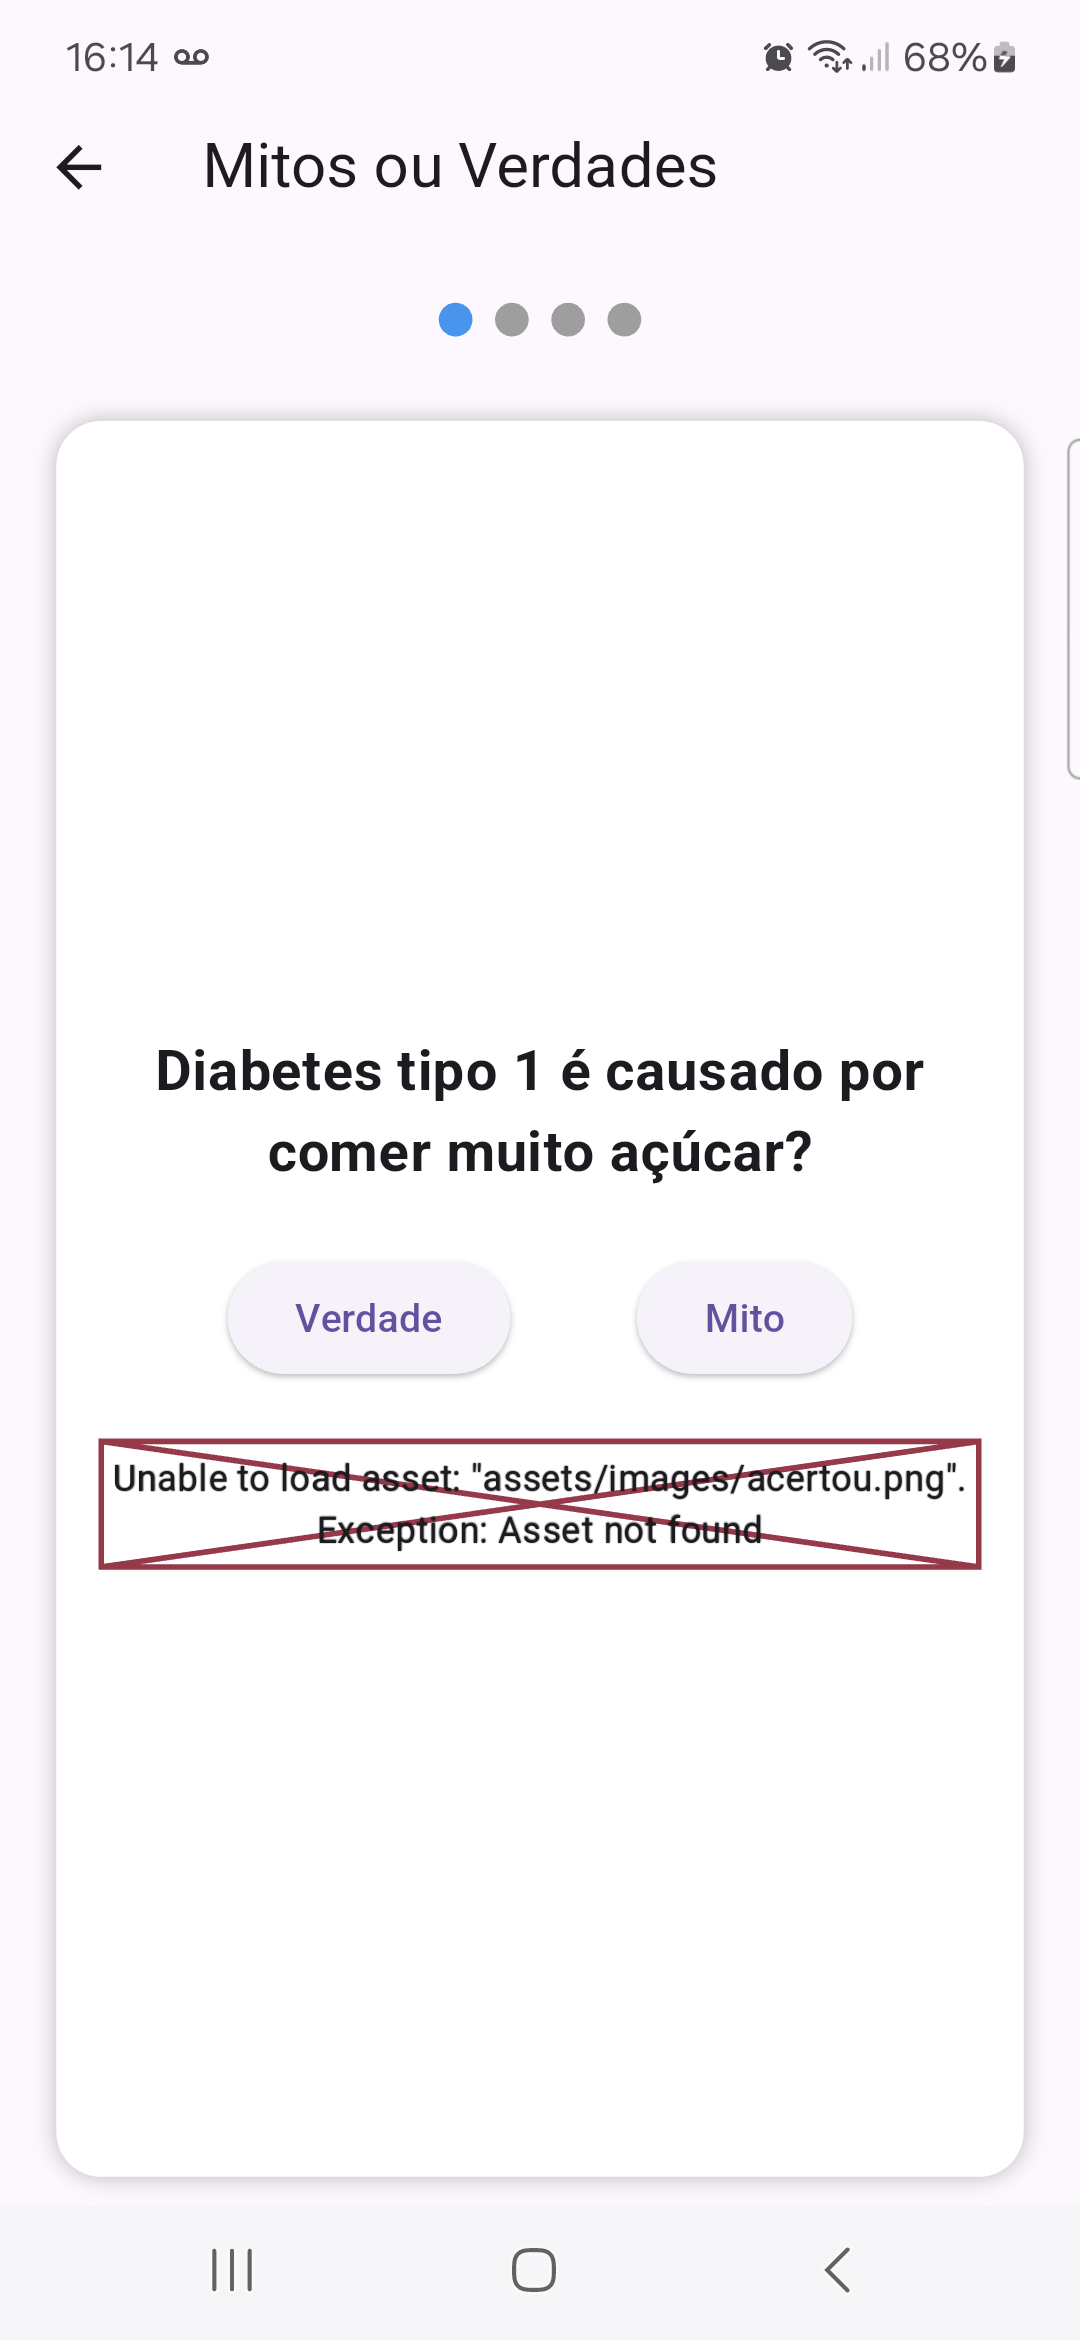 16:14 68%
Mitos ou Verdades
Diabetes tipo 1 é causado por
comer muito açúcar?
Verdade Mito
Unable to load asset: "assets/images/acertou.png".
Exception: Asset not found